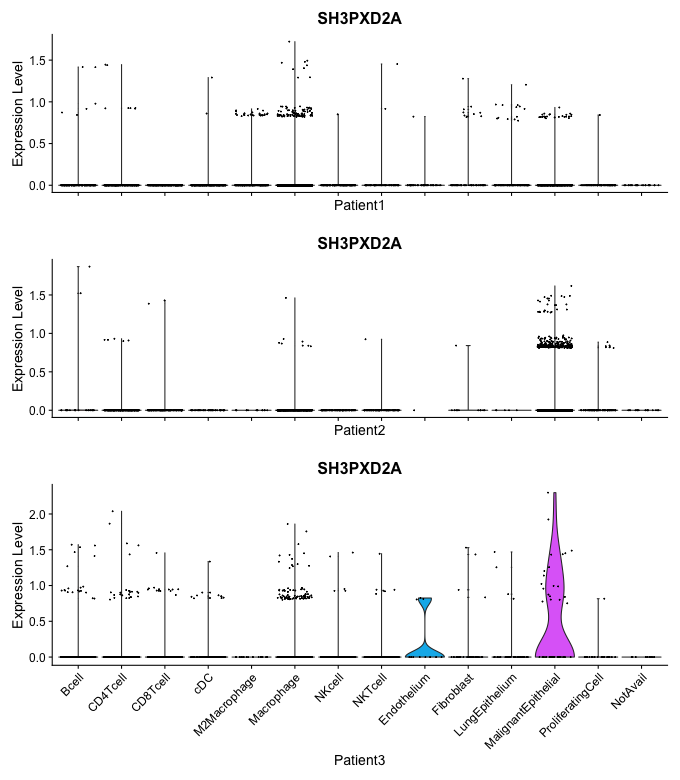 SH3PXD2A
Expression Level
1.5
1.0
0.5
0.0
Patient1
SH3PXD2A
Expression Level
1.5
1.0
0.5
0.0
Patient2
SH3PXD2A
Expression Level
2.0
1.5
1.0
0.5
0.0
Bcell
CD4Tcell
CD8Tcell
cDC
M2Macrophage
Macrophage
NKcell
NKTcell
Endothelium
Fibroblast
LungEpithelium
MalignantEpithelial
ProliferatingCell
NotAvail
Patient3